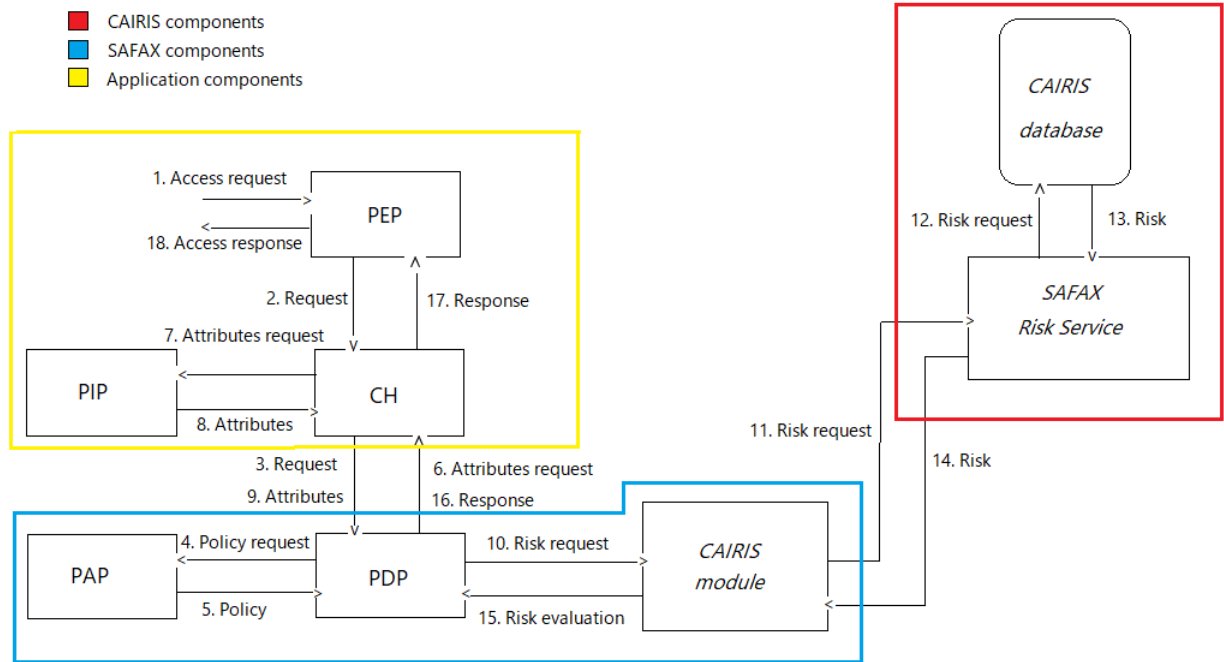 CAIRIS components
SAFAX components
Application components
CAIRIS
database
1. Access request
PEP
18. Access response
12. Risk request
13. Risk
2. Request
17. Response
SAFAX
Risk Service
7. Attributes request
PIP
CH
8. Attributes
11. Risk request
14. Risk
3. Request
6. Attributes request
9. Attributes
16. Response
4. Policy request
10. Risk request
CAIRIS
module
PAP
PDP
5. Policy
15. Risk evaluation